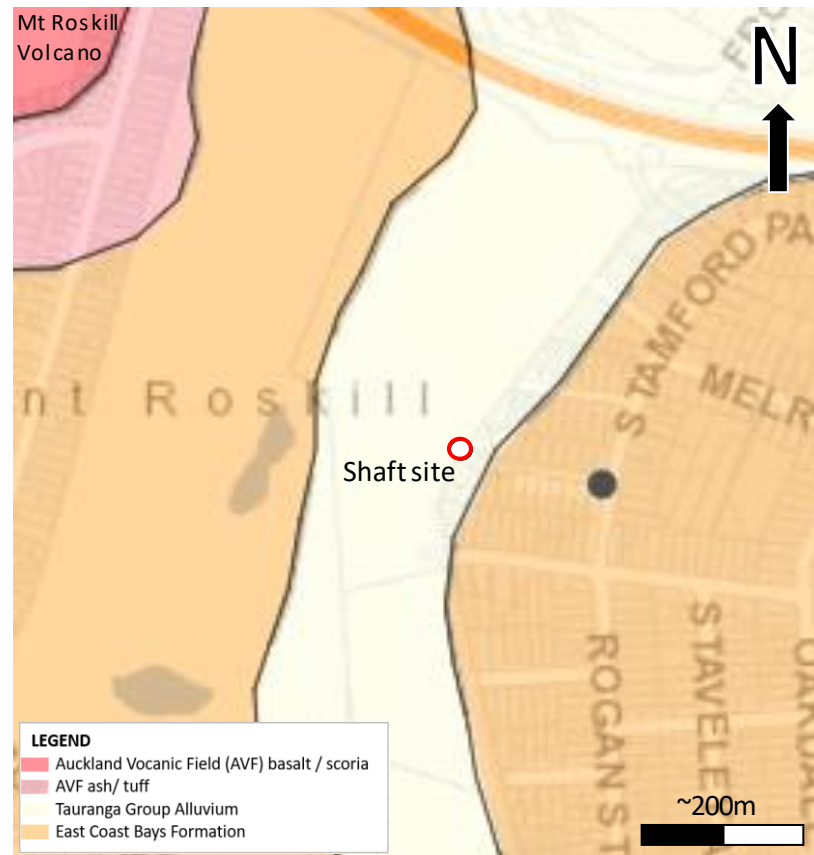 Mt Roskill
Volcano
N
STAMFORD PA
MELR
nt Roskill
Shaft site
ROGAN ST
STAVELE
LEGEND
Auckland Vocanic Field (AVF) basalt / scoria
AVF ash/ tuff
Tauranga Group Alluvium
East Coast Bays Formation
~200m